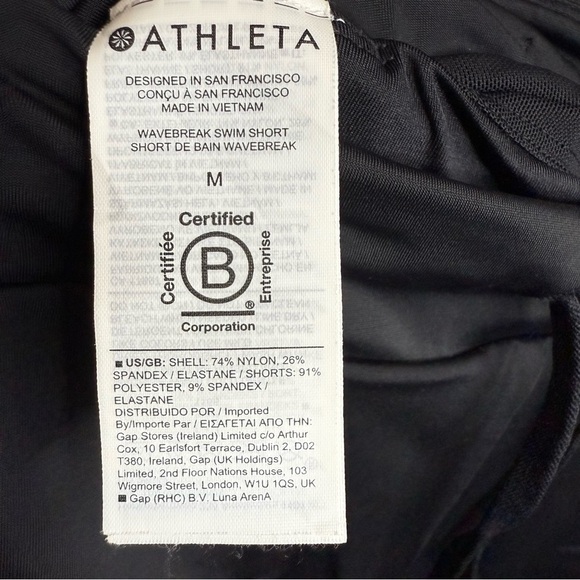 ATHLETA
DESIGNED IN SAN FRANCISCO
CONÇU À SAN FRANCISCO
MADE IN VIETNAM
WAVEBREAK SWIM SHORT
SHORT DE BAIN WAVEBREAK
M
Certified
Certifiée
B
Entreprise
®
Corporation
US/GB: SHELL: 74% NYLON, 26%
SPANDEX / ELASTANE / SHORTS: 91%
POLYESTER, 9% SPANDEX /
ELASTANE
DISTRIBUIDO POR / Imported
By/Importe Par / ΕΙΣΑΓΕΤΑΙ ΑΠΟ ΤΗΝ:
Gap Stores (Ireland) Limited c/o Arthur
Cox, 10 Earlsfort Terrace, Dublin 2, D02
T380, Ireland, Gap (UK Holdings)
Limited, 2nd Floor Nations House, 103
Wigmore Street, London, W1U 1QS, UK
Gap (RHC) B.V. Luna ArenA